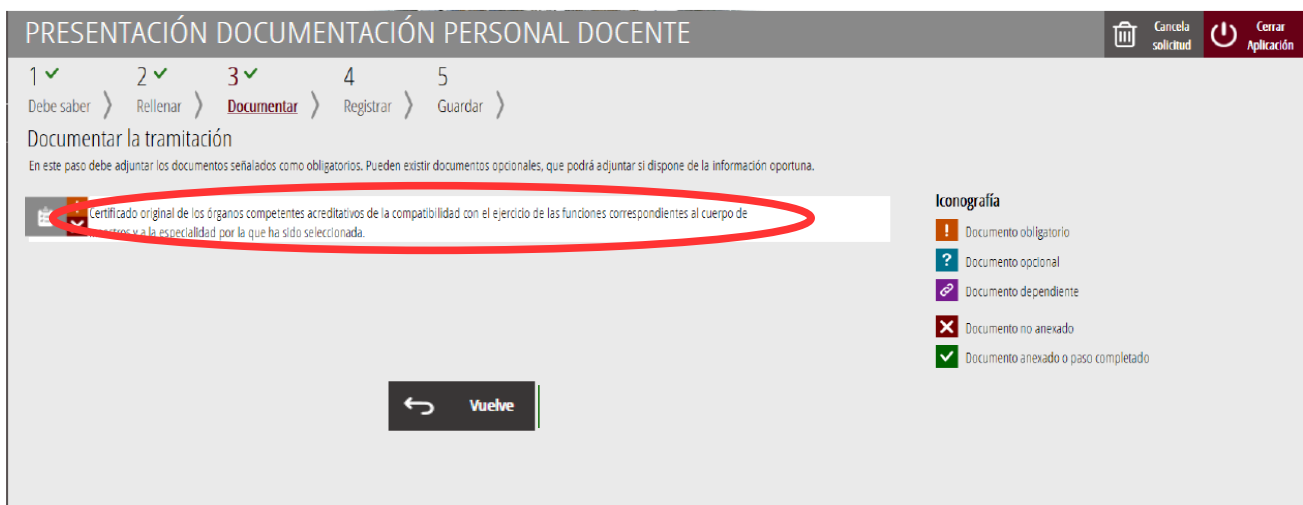 PRESENTACIÓN DOCUMENTACIÓN PERSONAL DOCENTE
Cancela solicitud
Cerrar Aplicación
1 2 3 4 5
Debe saber Rellenar Documentar Registrar Guardar
Documentar la tramitación
En este paso debe adjuntar los documentos señalados como obligatorios. Pueden existir documentos opcionales, que podrá adjuntar si dispone de la información oportuna.
Certificado original de los órganos competentes acreditativos de la compatibilidad con el ejercicio de las funciones correspondientes al cuerpo de
y a la especialidad por la que ha sido seleccionada.
Iconografía
! Documento obligatorio
? Documento opcional
Documento dependiente
Documento no anexado
Documento anexado o paso completado
Vuelve